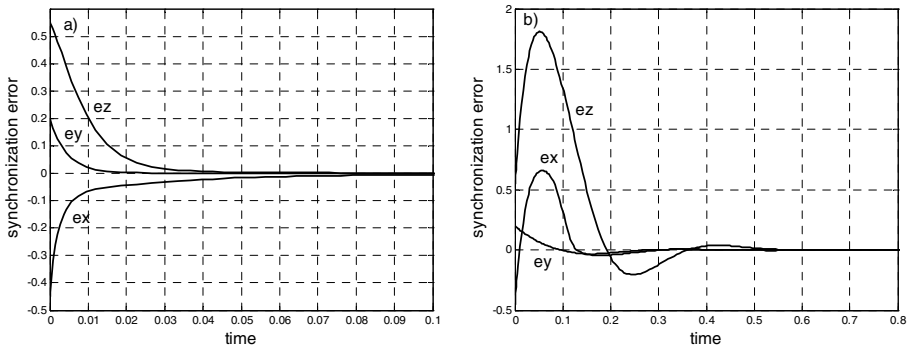 a)
0.5
0.4
0.3
0.2
0.1
0
-0.1
-0.2
-0.3
-0.4
-0.5
synchronization error
ez
ey
ex
0 0.01 0.02 0.03 0.04 0.05 0.06 0.07 0.08 0.09 0.1
time
b)
2
1.5
1
0.5
0
-0.5
synchronization error
ez
ex
ey
0 0.1 0.2 0.3 0.4 0.5 0.6 0.7 0.8
time